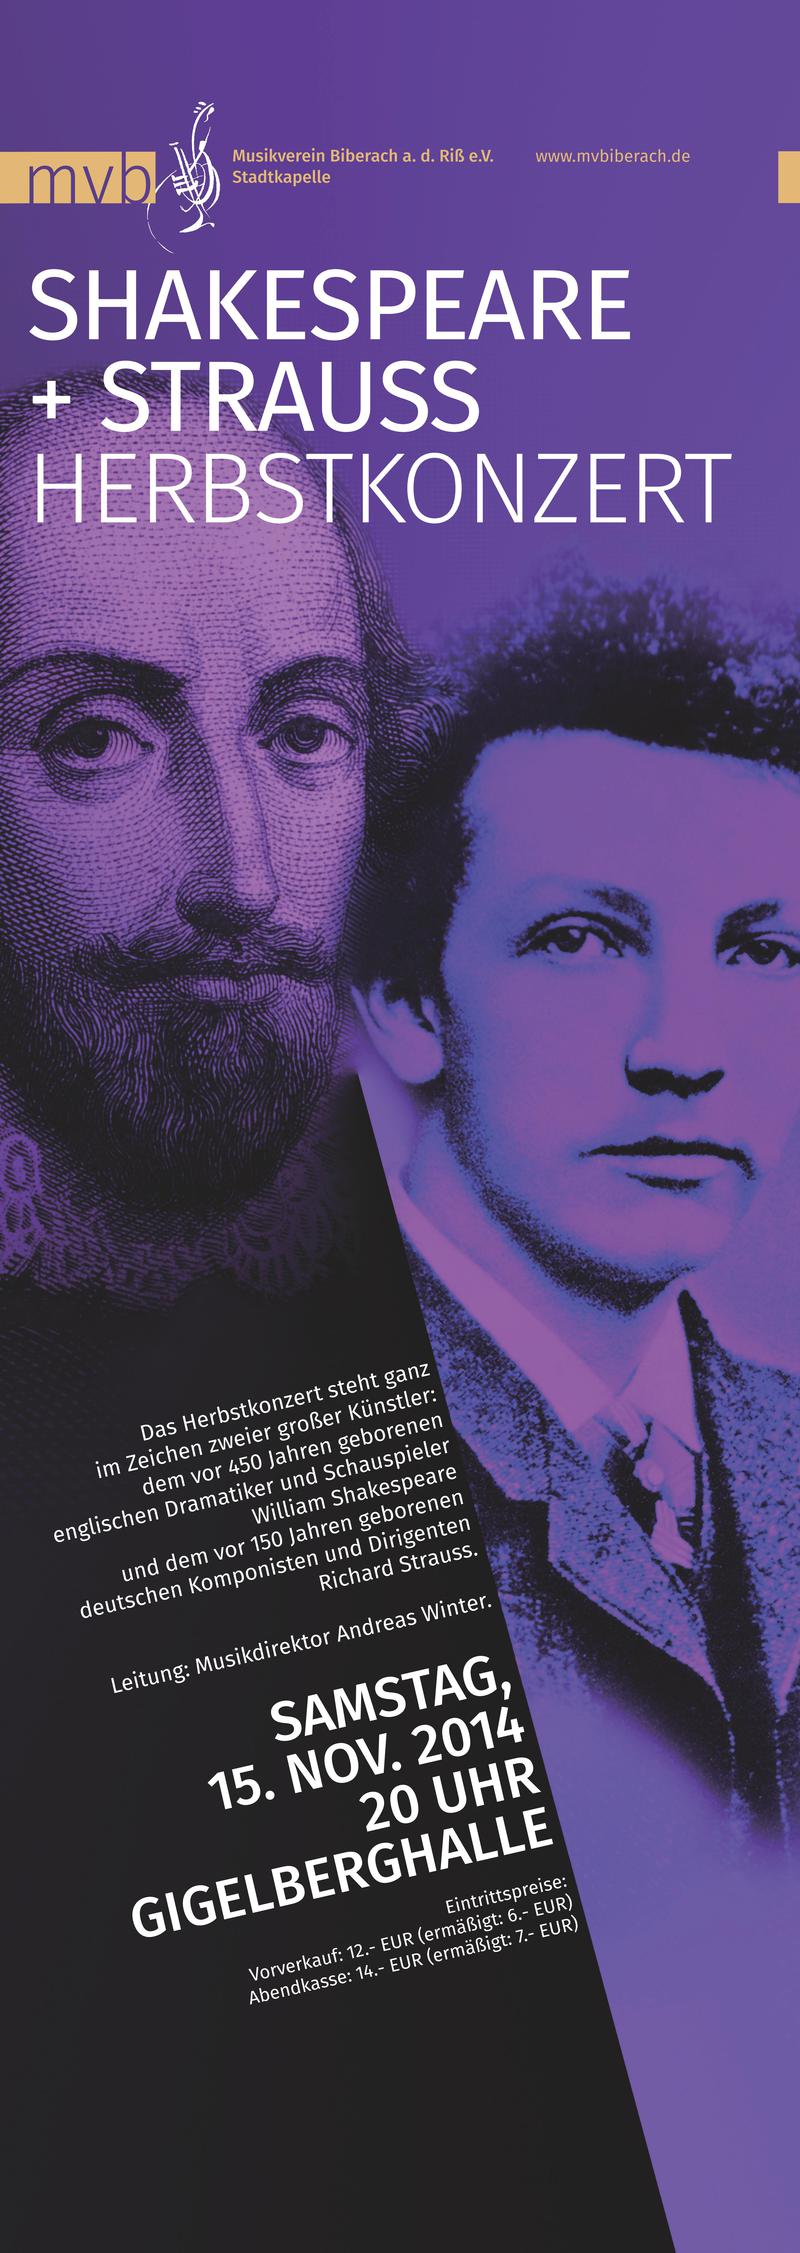 mvb
Musikverein Biberach a. d. Riß e.V.
Stadtkapelle
www.mvbiberach.de
SHAKESPEARE
+ STRAUSS
HERBSTKONZERT
Das Herbstkonzert steht ganz
im Zeichen zweier großer Künstler:
dem vor 450 Jahren geborenen
englischen Dramatiker und Schauspieler
William Shakespeare
und dem vor 150 Jahren geborenen
deutschen Komponisten und Dirigenten
Richard Strauss.
Leitung: Musikdirektor Andreas Winter.
SAMSTAG,
15. NOV. 2014
20 UHR
GIGELBERGHALLE
Eintrittspreise:
Vorverkauf: 12.- EUR (ermäßigt: 6.- EUR)
Abendkasse: 14.- EUR (ermäßigt: 7.- EUR)